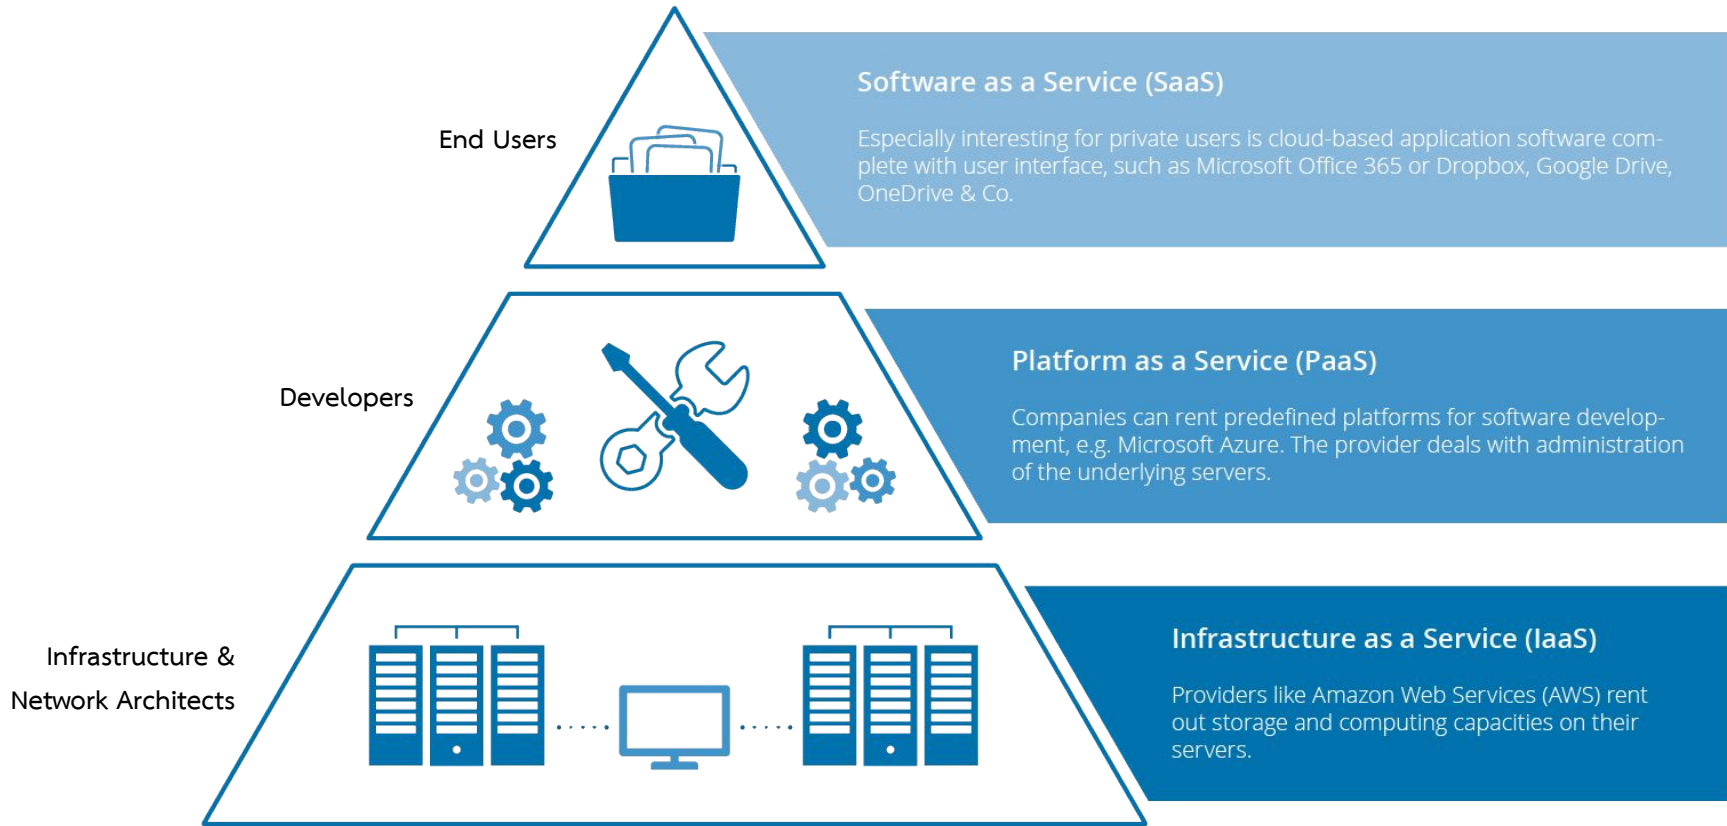 End Users
Software as a Service (SaaS)
Especially interesting for private users is cloud-based application software com-
plete with user interface, such as Microsoft Office 365 or Dropbox, Google Drive,
OneDrive & Co.
Developers
Platform as a Service (PaaS)
Companies can rent predefined platforms for software develop-
ment, e.g. Microsoft Azure. The provider deals with administration
of the underlying servers.
Infrastructure &
Network Architects
Infrastructure as a Service (IaaS)
Providers like Amazon Web Services (AWS) rent
out storage and computing capacities on their
servers.